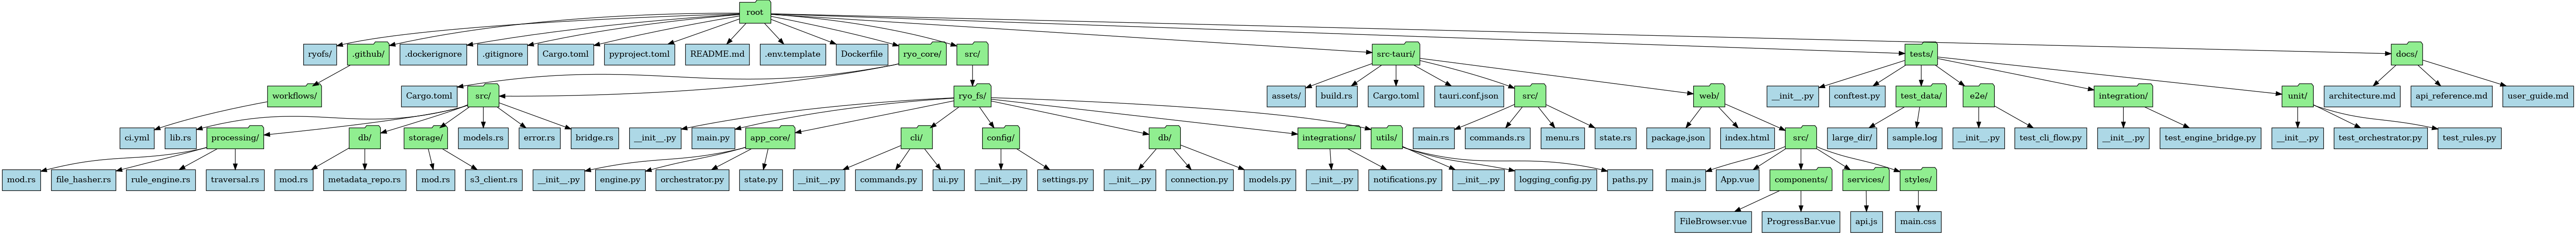 root
ryofs/
.github/
.dockerignore
.gitignore
Cargo.toml
pyproject.toml
README.md
.env.template
Dockerfile
ryo_core/
src/
src-tauri/
tests/
docs/
workflows/
Cargo.toml
src/
ryo_fs/
assets/
build.rs
Cargo.toml
tauri.conf.json
src/
web/
__init__.py
conftest.py
test_data/
e2e/
integration/
unit/
architecture.md
api_reference.md
user_guide.md
ci.yml
lib.rs
processing/
db/
storage/
models.rs
error.rs
bridge.rs
__init__.py
main.py
app_core/
cli/
config/
db/
integrations/
utils/
main.rs
commands.rs
menu.rs
state.rs
package.json
index.html
src/
large_dir/
sample.log
__init__.py
test_cli_flow.py
__init__.py
test_engine_bridge.py
__init__.py
test_orchestrator.py
test_rules.py
mod.rs
file_hasher.rs
rule_engine.rs
traversal.rs
mod.rs
metadata_repo.rs
mod.rs
s3_client.rs
__init__.py
engine.py
orchestrator.py
state.py
__init__.py
commands.py
ui.py
__init__.py
settings.py
__init__.py
connection.py
models.py
__init__.py
notifications.py
__init__.py
logging_config.py
paths.py
main.js
App.vue
components/
services/
styles/
FileBrowser.vue
ProgressBar.vue
api.js
main.css